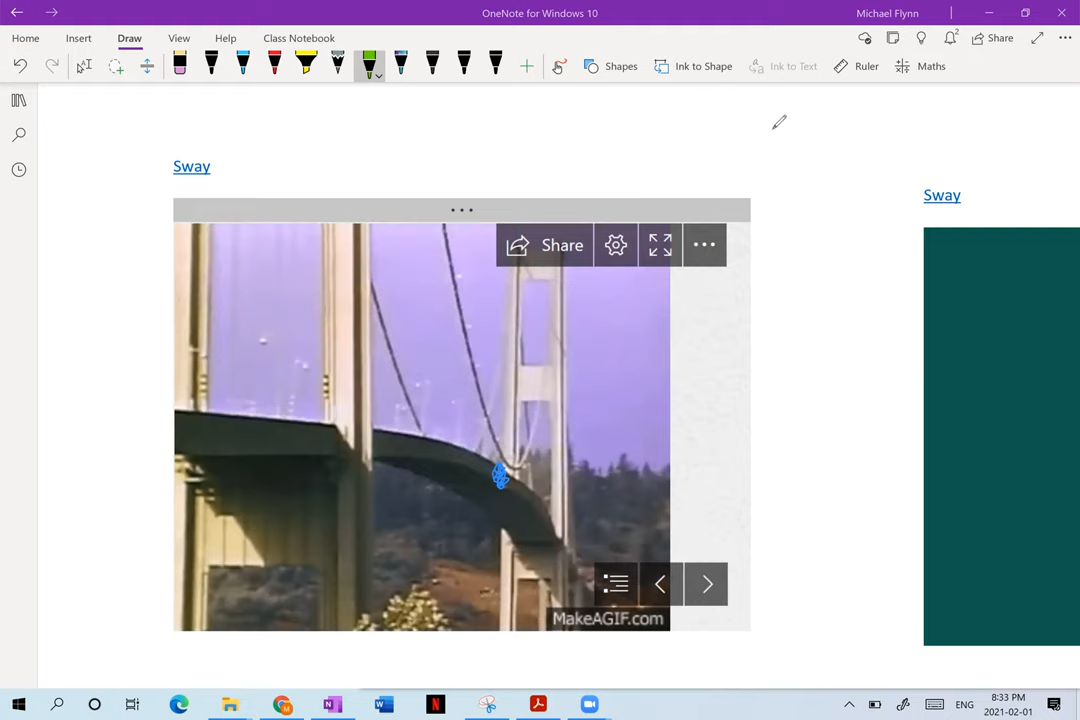 OneNote for Windows 10
Michael Flynn
Home Insert Draw View Help Class Notebook
Share
Shapes
Ink to Shape
Ink to Text
Ruler
Maths
Sway
Sway
Share
MakeAGIF.com
ENG
8:33 PM
2021-02-01